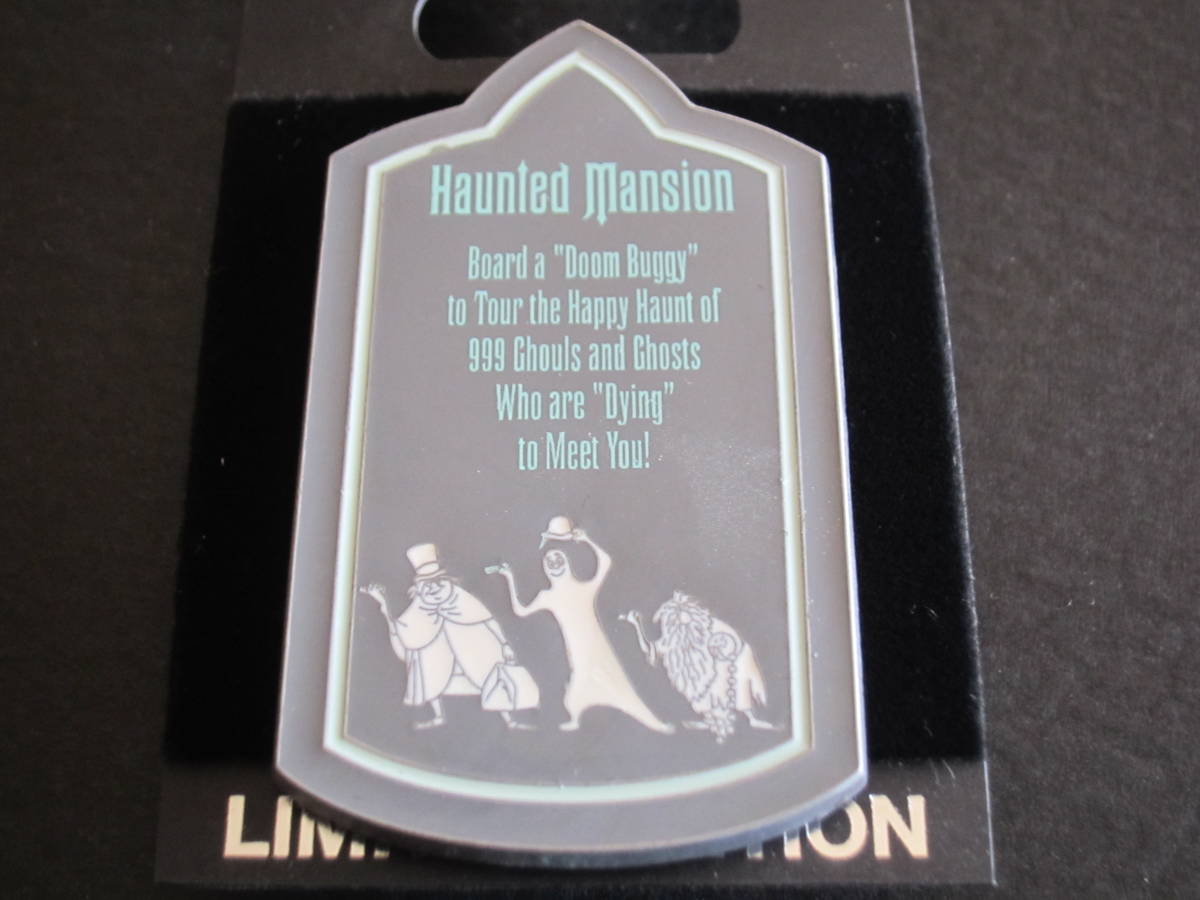 Haunted Mansion
Board a "Doom Buggy"
to Tour the Happy Haunt of
999 Ghouls and Ghosts
Who are "Dying"
to Meet You!